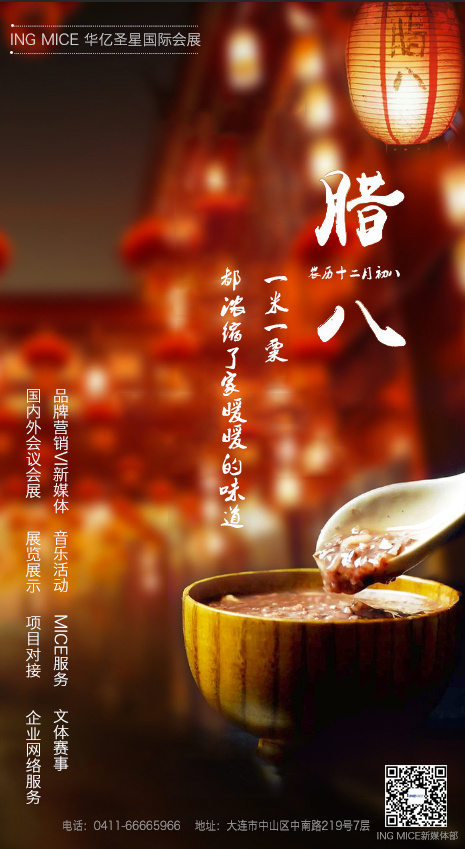 ING MICE 华亿圣星国际会展
腊八
腊
农历十二月初八
八
一米一粟
都浓缩了家暖暖的味道
品牌营销VI新媒体 音乐活动 MICE服务 文体赛事
国内外会议会展 展览展示 项目对接 企业网络服务
电话：0411-66665966 地址：大连市中山区中南路219号7层
ING MICE新媒体部